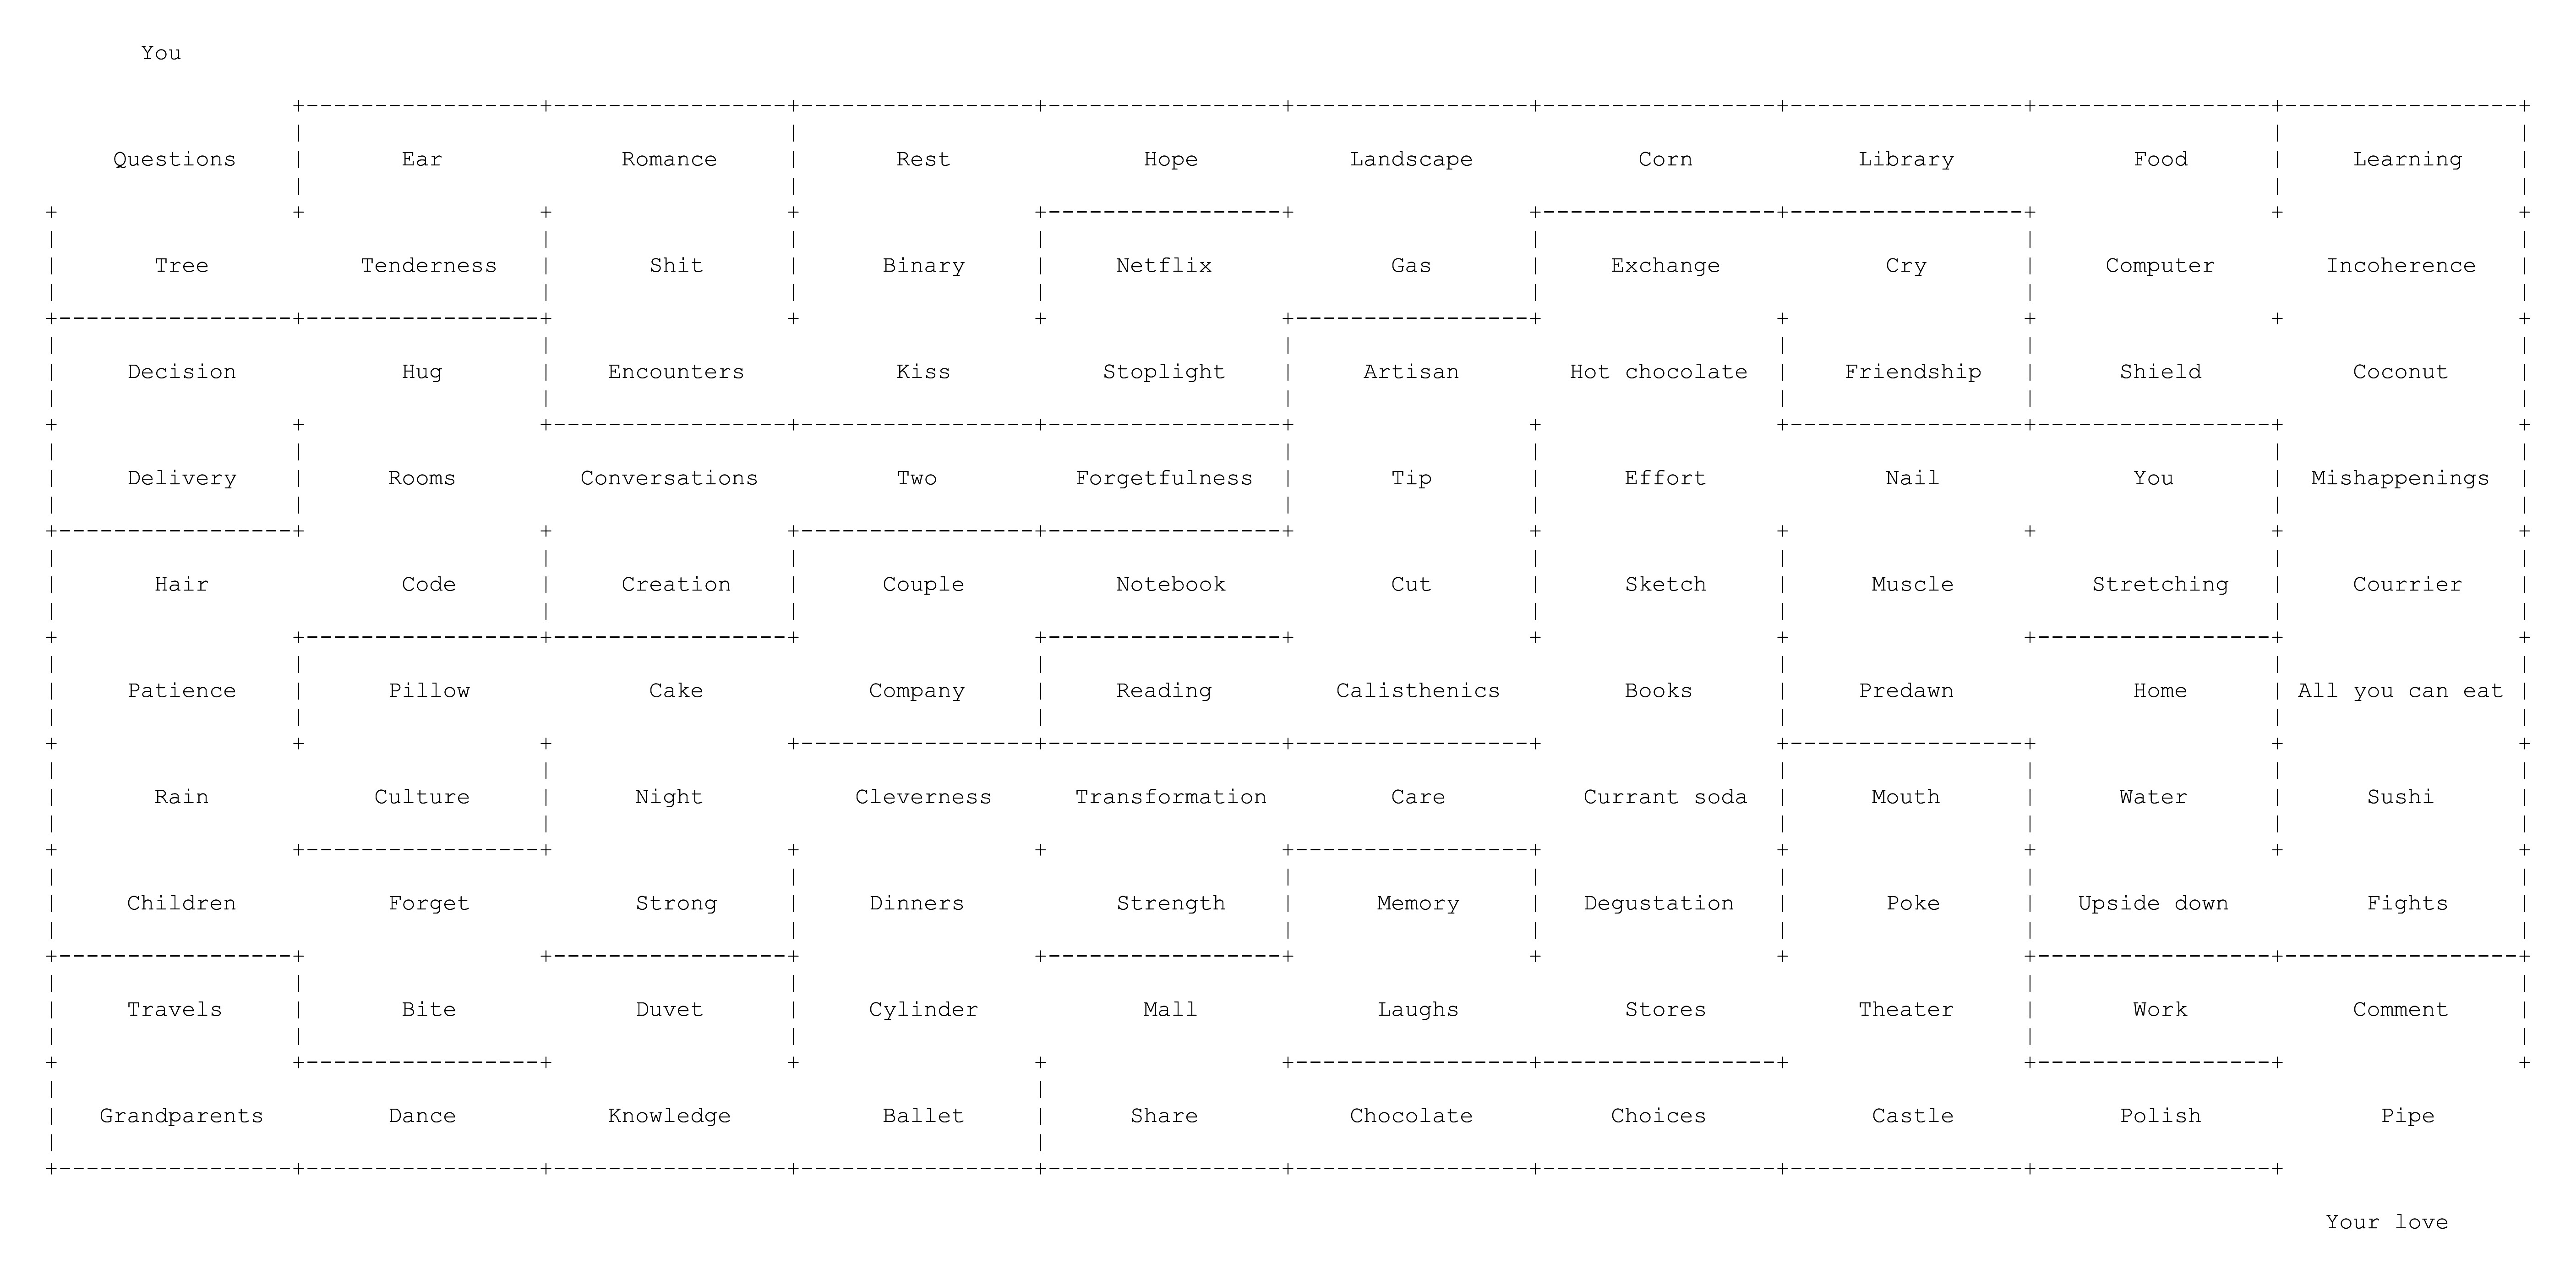 You
Questions Ear Romance Rest Hope Landscape Corn Library Food Learning
Tree Tenderness Shit Binary Netflix Gas Exchange Cry Computer Incoherence
Decision Hug Encounters Kiss Stoplight Artisan Hot chocolate Friendship Shield Coconut
Delivery Rooms Conversations Two Forgetfulness Tip Effort Nail You Mishappenings
Hair Code Creation Couple Notebook Cut Sketch Muscle Stretching Courrier
Patience Pillow Cake Company Reading Calisthenics Books Predawn Home All you can eat
Rain Culture Night Cleverness Transformation Care Currant soda Mouth Water Sushi
Children Forget Strong Dinners Strength Memory Degustation Poke Upside down Fights
Travels Bite Duvet Cylinder Mall Laughs Stores Theater Work Comment
Grandparents Dance Knowledge Ballet Share Chocolate Choices Castle Polish Pipe
Your love